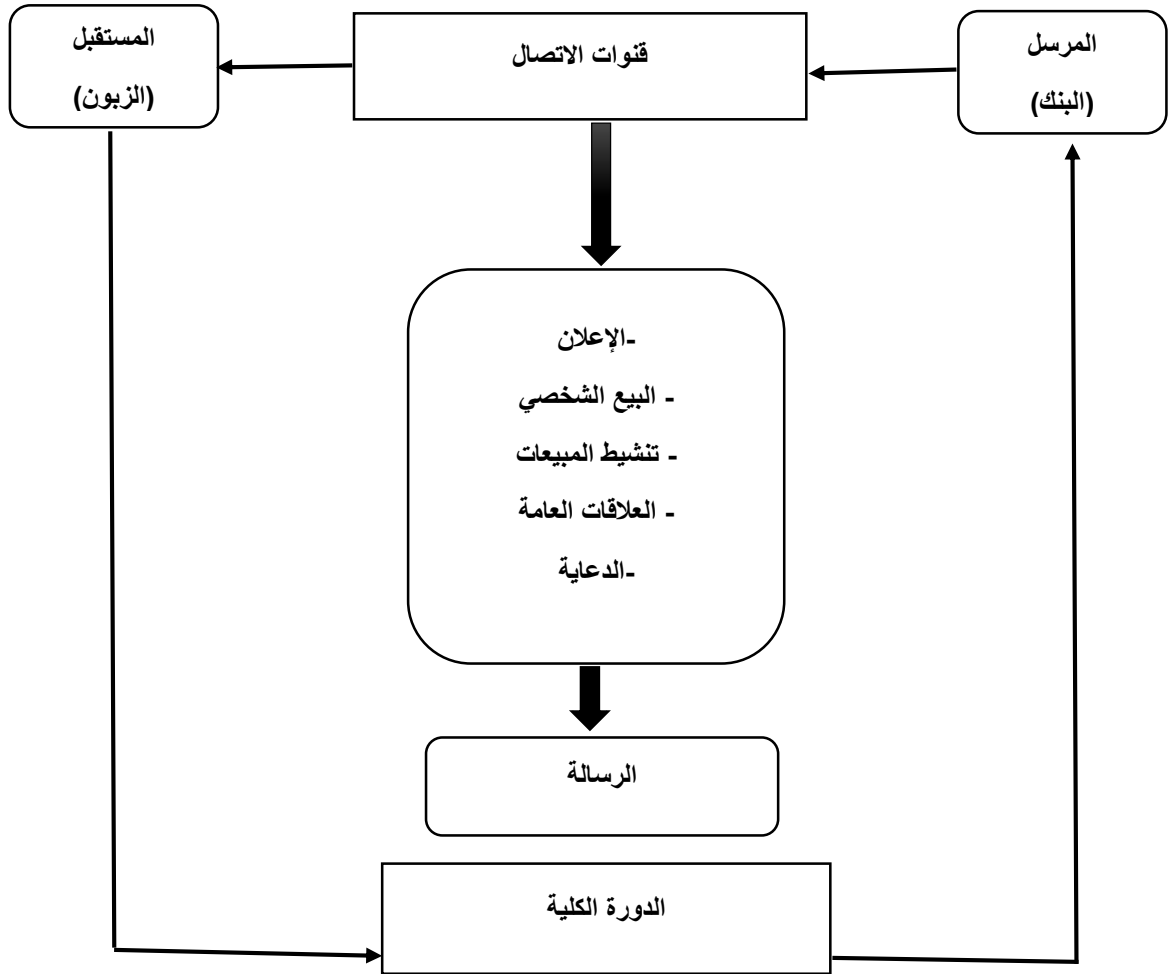 المرسل
(البنك)
قنوات الاتصال
المستقبل
(الزبون)
-الإعلان
- البيع الشخصي
- تنشيط المبيعات
- العلاقات العامة
-الدعاية
الرسالة
الدورة الكلية